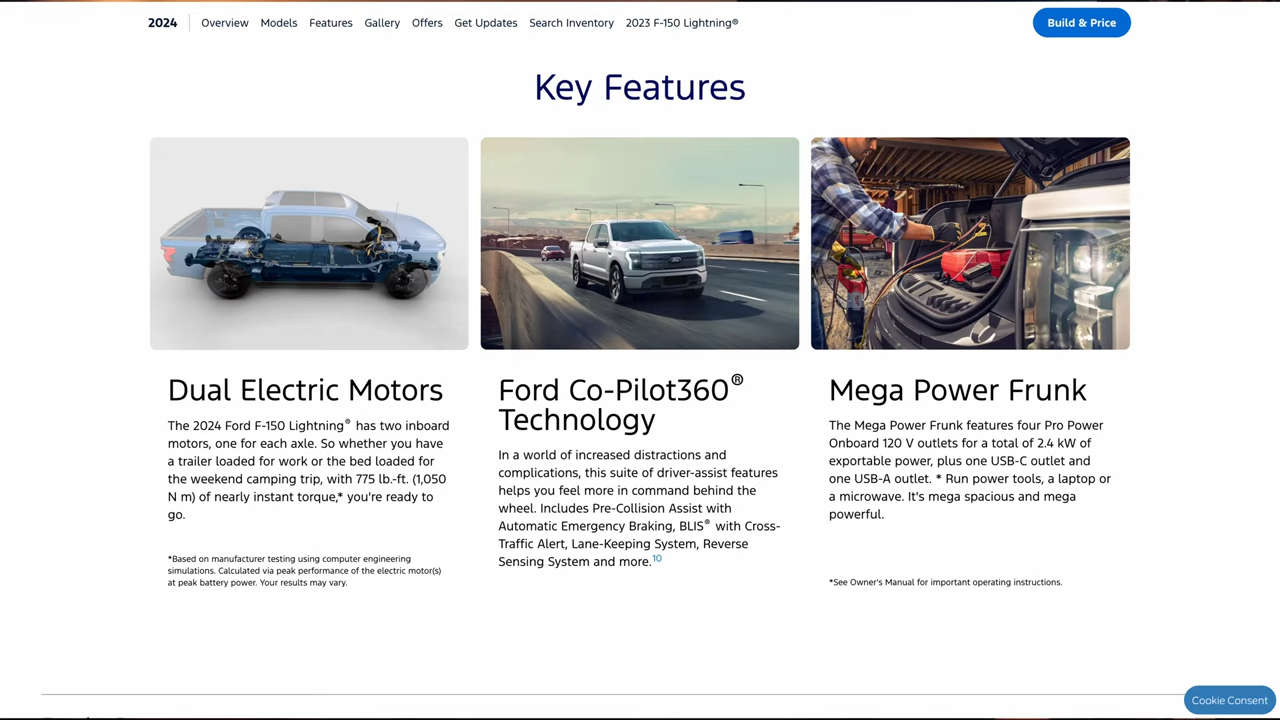 2024
Overview
Models
Features
Gallery
Offers
Get Updates
Search Inventory
2023 F-150 Lightning®
Build & Price
Key Features
Dual Electric Motors
The 2024 Ford F-150 Lightning® has two inboard
motors, one for each axle. So whether you have
a trailer loaded for work or the bed loaded for
the weekend camping trip, with 775 lb.-ft. (1,050
N m) of nearly instant torque,* you're ready to
go.
*Based on manufacturer testing using computer engineering
simulations. Calculated via peak performance of the electric motor(s)
at peak battery power. Your results may vary.
Ford Co-Pilot360®
Technology
In a world of increased distractions and
complications, this suite of driver-assist features
helps you feel more in command behind the
wheel. Includes Pre-Collision Assist with
Automatic Emergency Braking, BLIS® with Cross-
Traffic Alert, Lane-Keeping System, Reverse
Sensing System and more.10
Mega Power Frunk
The Mega Power Frunk features four Pro Power
Onboard 120 V outlets for a total of 2.4 kW of
exportable power, plus one USB-C outlet and
one USB-A outlet. * Run power tools, a laptop or
a microwave. It's mega spacious and mega
powerful.
*See Owner's Manual for important operating instructions.
Cookie Consent